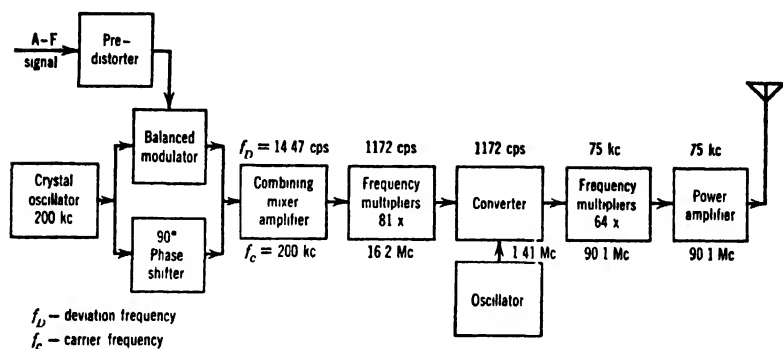 A-F
signal
Pre-
distorter
Balanced
modulator
Crystal
oscillator
200 kc
90°
Phase
shifter
f_D = 14 47 cps
Combining
mixer
amplifier
f_c = 200 kc
1172 cps
Frequency
multipliers
81 x
16 2 Mc
1172 cps
Converter
1 41 Mc
Oscillator
75 kc
Frequency
multipliers
64 x
90 1 Mc
75 kc
Power
amplifier
90 1 Mc
f_D – deviation frequency
f_c – carrier frequency